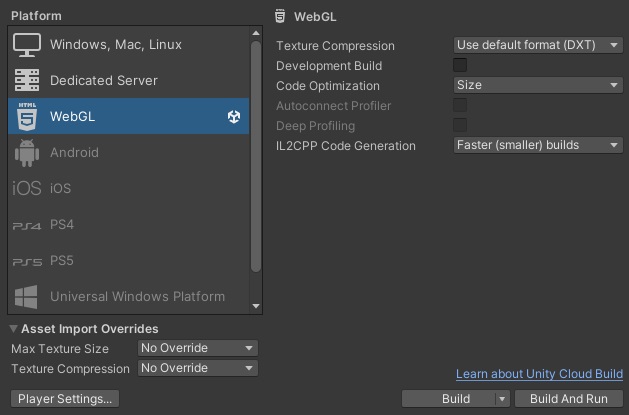 Platform
Windows, Mac, Linux
Dedicated Server
HTML
5
WebGL
Android
iOS
iOS
PS4
PS4
PS5
PS5
Universal Windows Platform
Asset Import Overrides
Max Texture Size No Override
Texture Compression No Override
Player Settings...
HTML
5
WebGL
Texture Compression Use default format (DXT)
Development Build
Code Optimization Size
Autoconnect Profiler
Deep Profiling
IL2CPP Code Generation Faster (smaller) builds
Learn about Unity Cloud Build
Build Build And Run